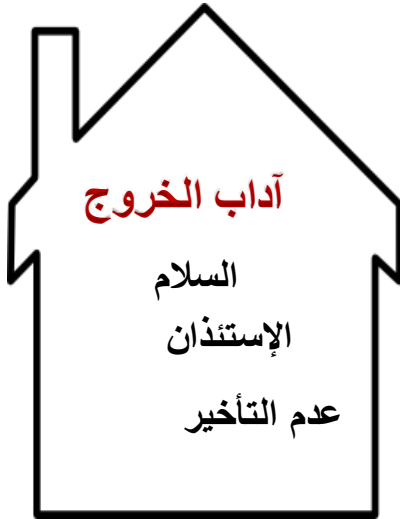 آداب الخروج
السلام
الإستئذان
عدم التأخير